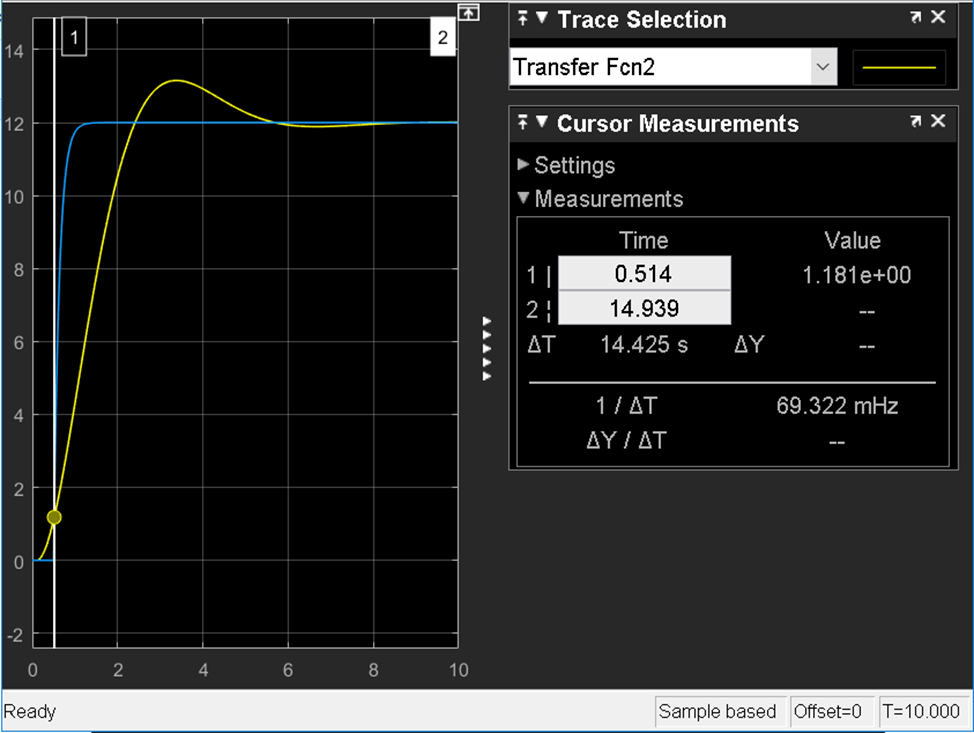 1
2
14
12
10
8
6
4
2
0
-2
0 2 4 6 8 10
Trace Selection
Transfer Fcn2
Cursor Measurements
Settings
Measurements
Time Value
1 | 0.514 1.181e+00
2 ¦ 14.939 --
ΔT 14.425 s ΔY --
1 / ΔT 69.322 mHz
ΔY / ΔT --
Ready Sample based Offset=0 T=10.000